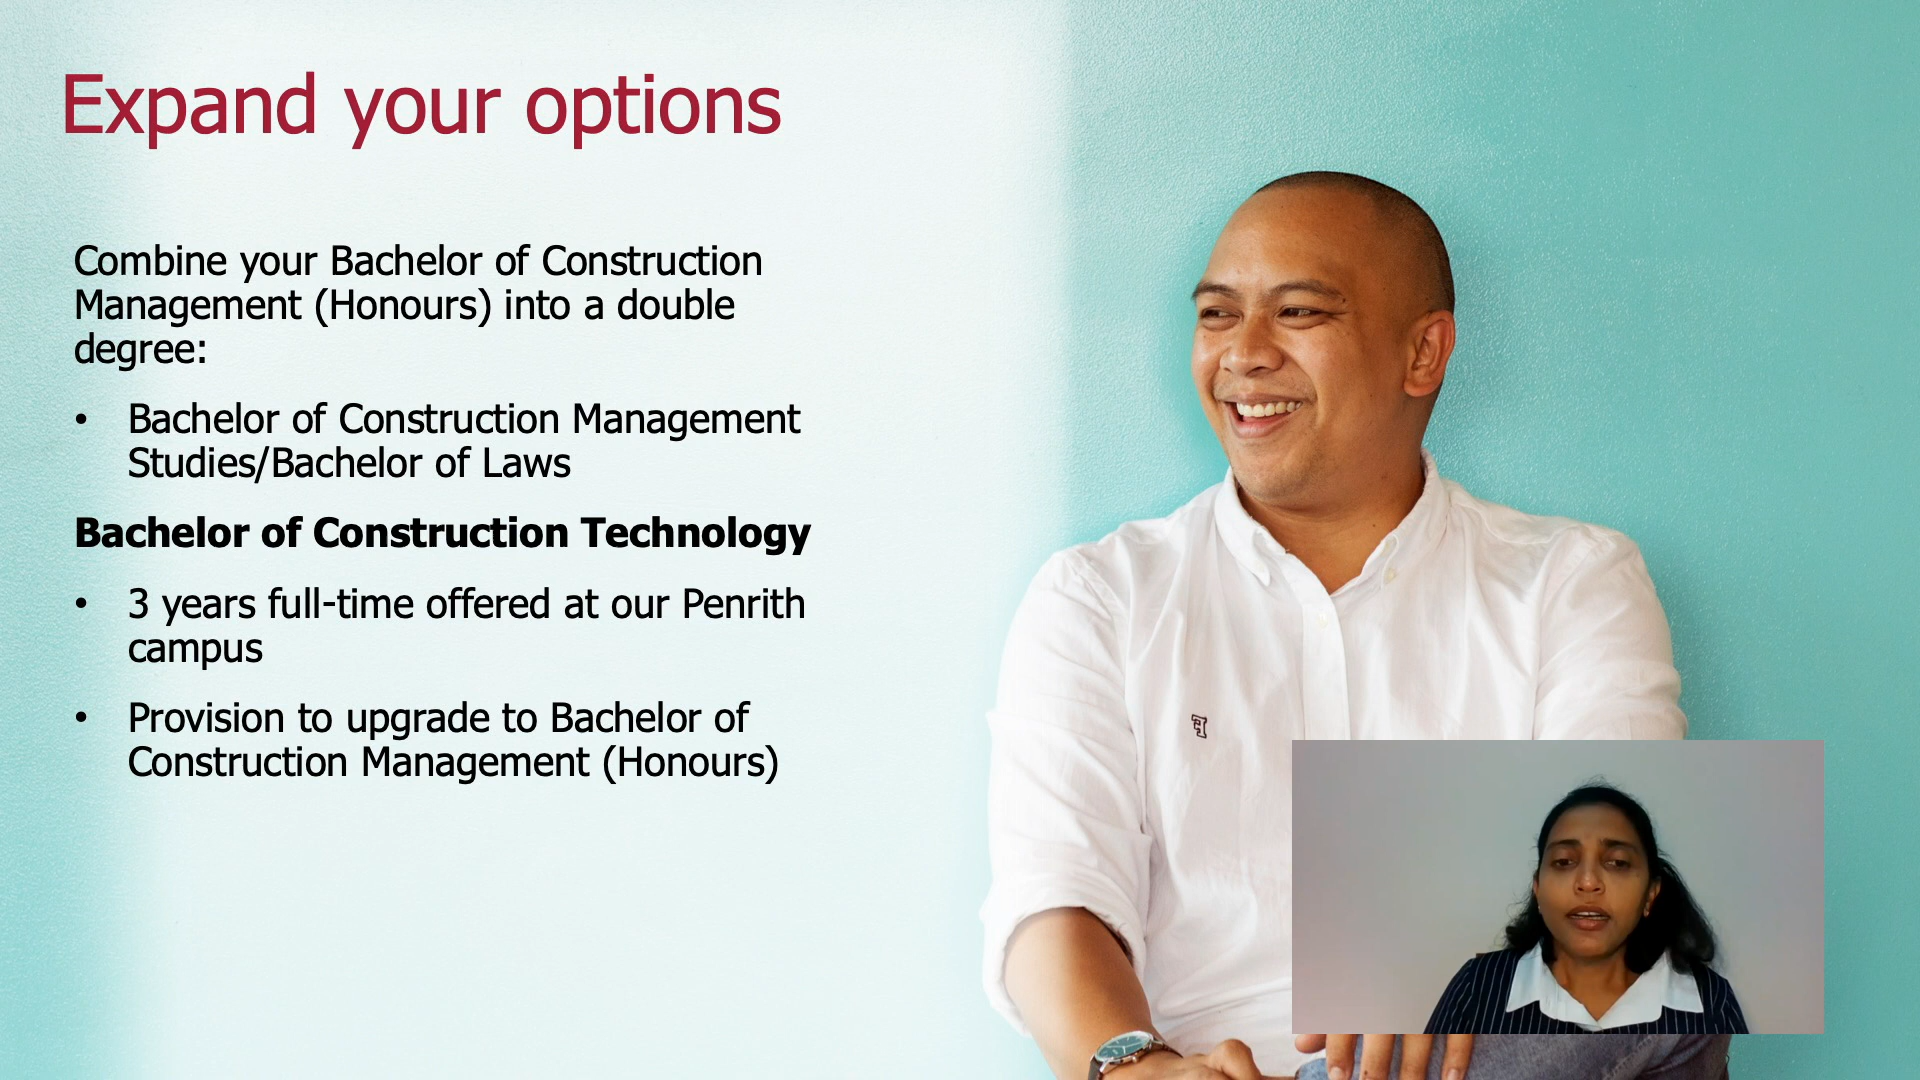 Expand your options
Combine your Bachelor of Construction
Management (Honours) into a double
degree:
• Bachelor of Construction Management
Studies/Bachelor of Laws
Bachelor of Construction Technology
• 3 years full-time offered at our Penrith
campus
• Provision to upgrade to Bachelor of
Construction Management (Honours)